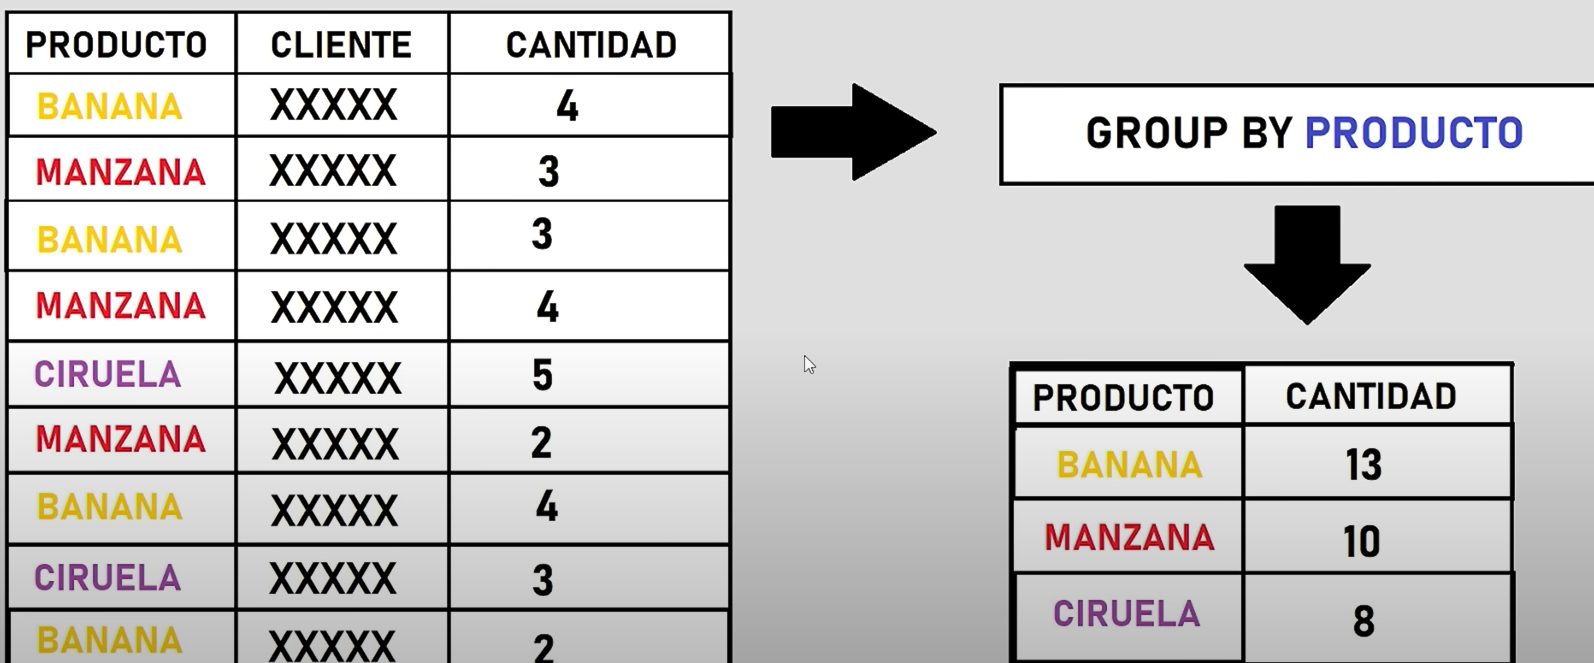 PRODUCTO CLIENTE CANTIDAD
BANANA XXXXX 4
MANZANA XXXXX 3
BANANA XXXXX 3
MANZANA XXXXX 4
CIRUELA XXXXX 5
MANZANA XXXXX 2
BANANA XXXXX 4
CIRUELA XXXXX 3
BANANA XXXXX 2
GROUP BY PRODUCTO
PRODUCTO CANTIDAD
BANANA 13
MANZANA 10
CIRUELA 8